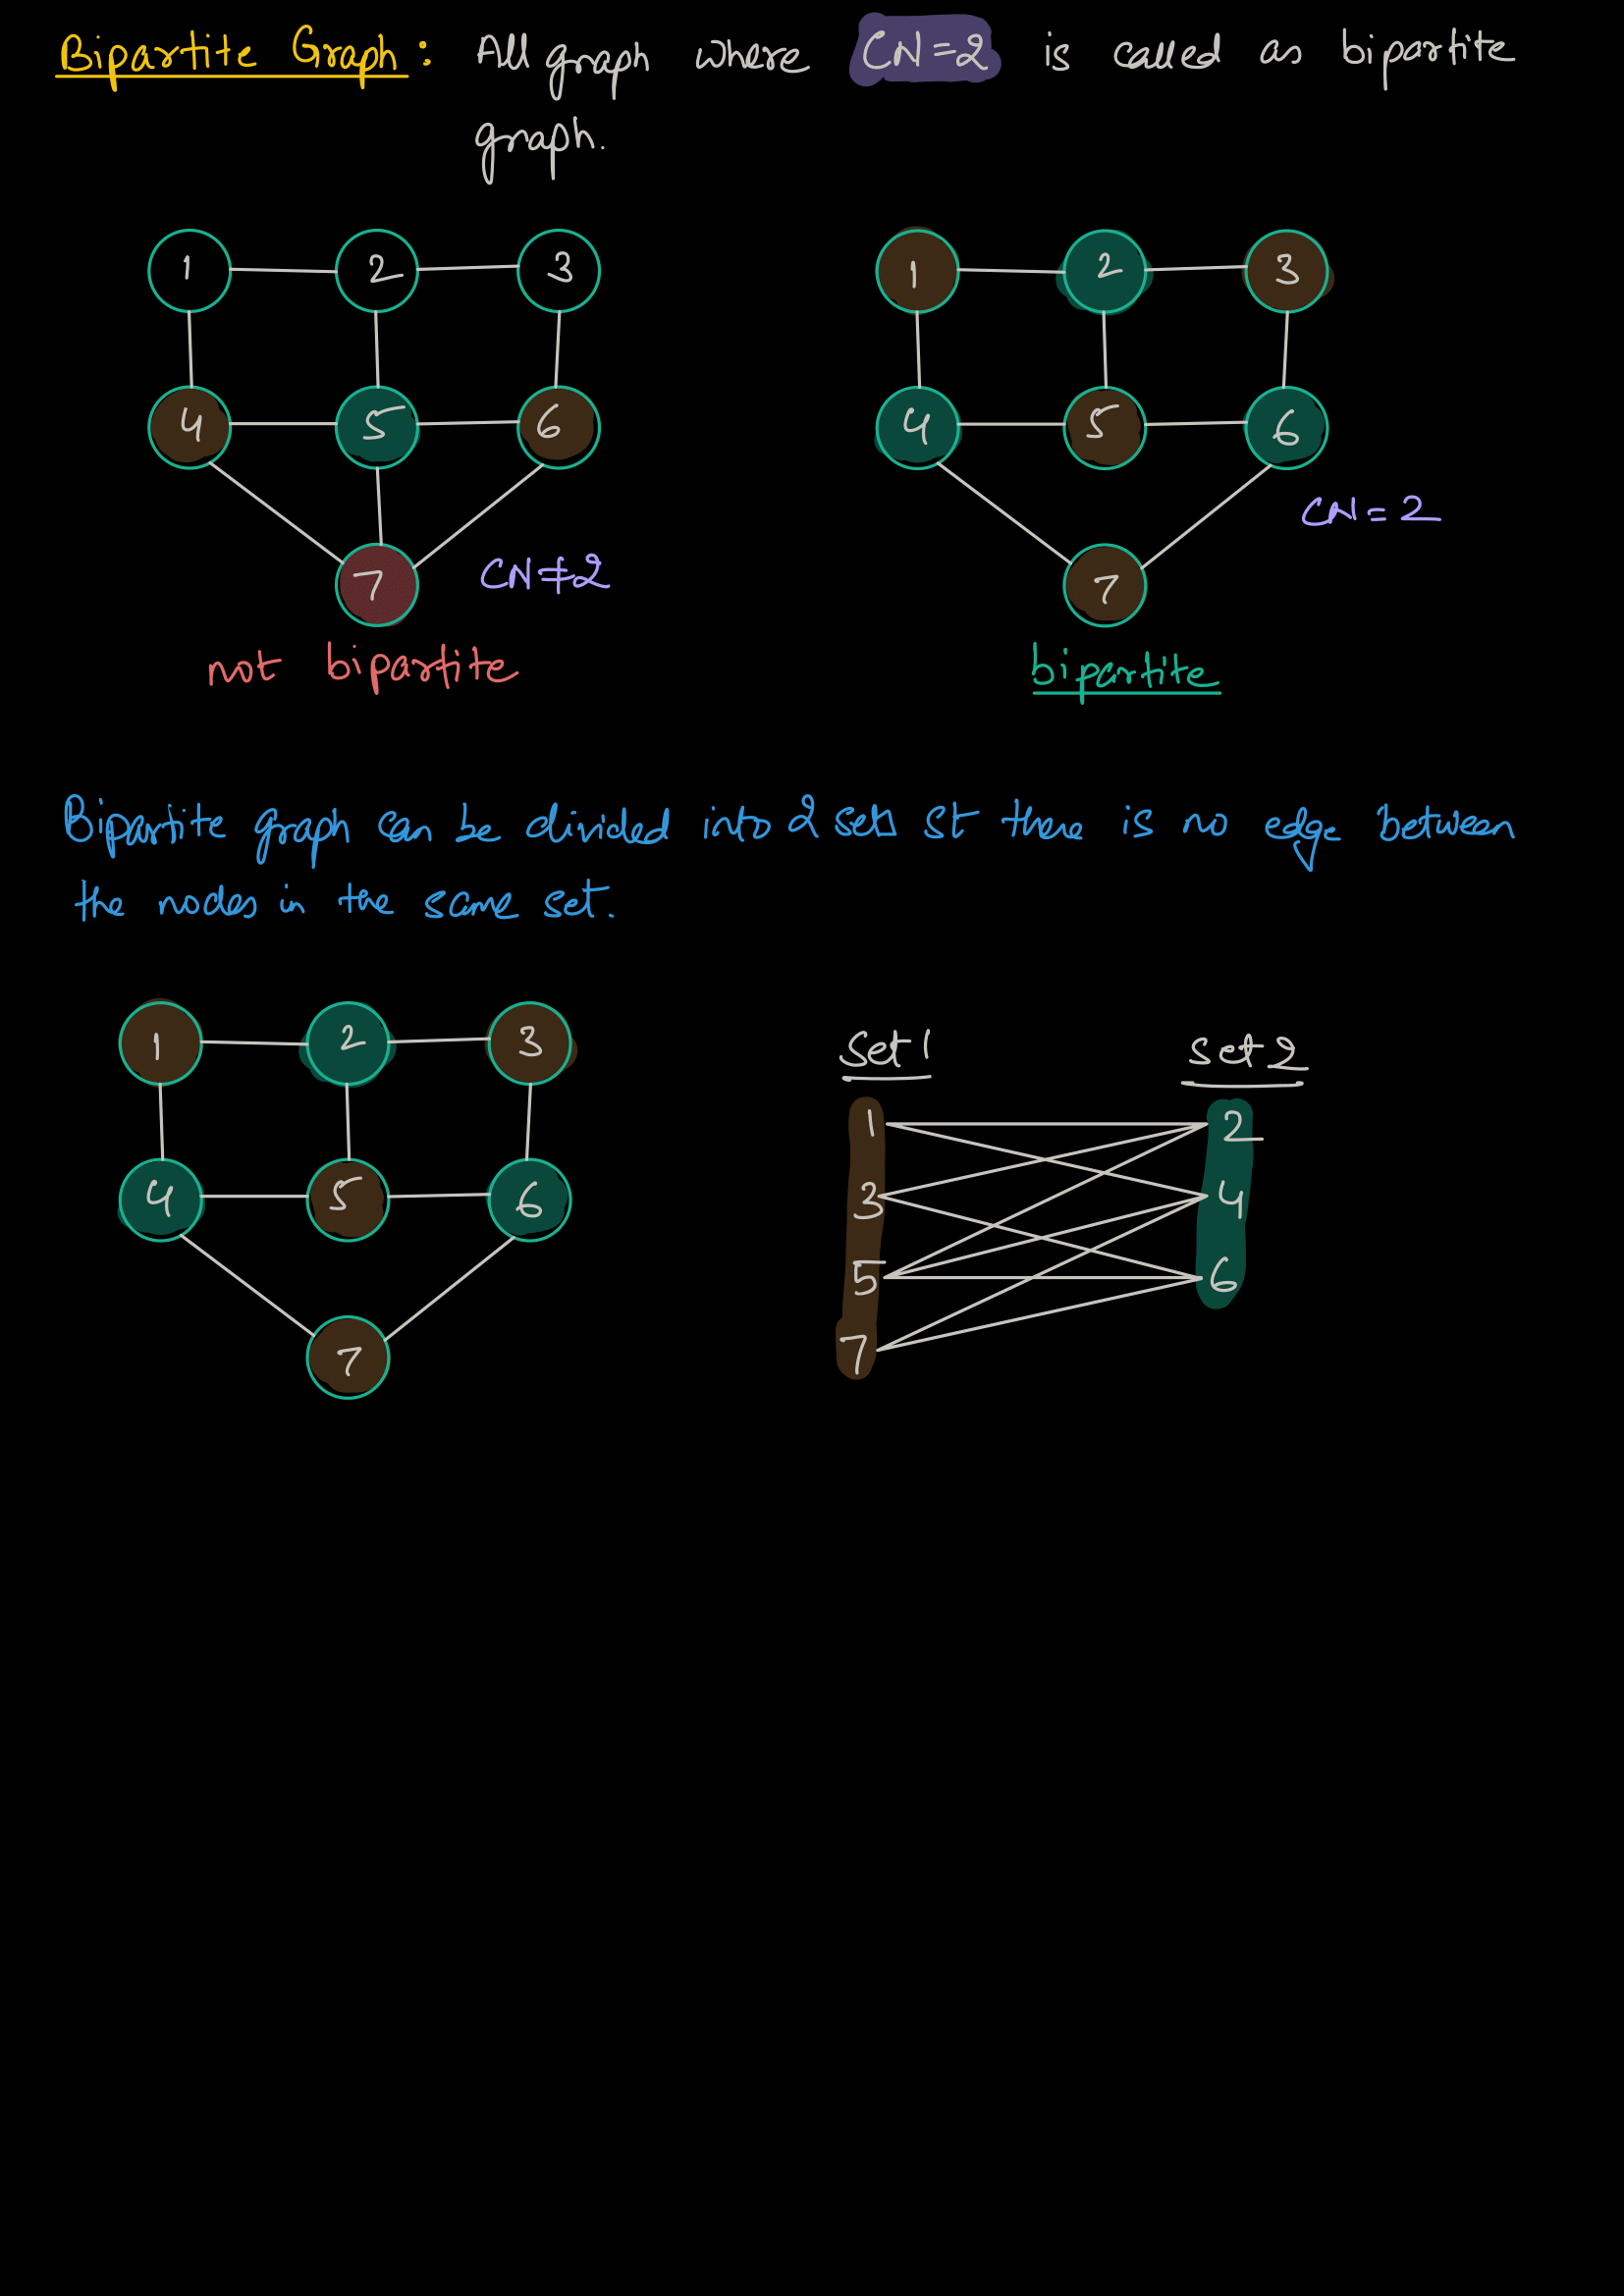 Bipartite Graph : All graph where CN=2 is called as bipartite
graph.
1 2 3
4 5 6
7
CN≠2
not bipartite
1 2 3
4 5 6
CN=2
7
bipartite
Bipartite graph can be divided into 2 sets st there is no edge between
the nodes in the same set.
1 2 3
4 5 6
7
Set 1 set 2
1 2
3 4
5 6
7